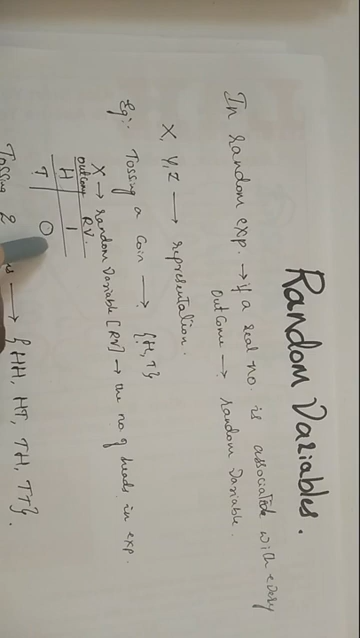 Random Variables.
In random exp. → if a real no. is associated with every
outcome → random variable.
X, Y, Z → representation.
Eg:- Tossing a coin → {H, T}
X → random variable [RV] → the no. of heads in exp.
outcome RV.
H 1
T 0
Tossing 2 → {HH, HT, TH, TT}.